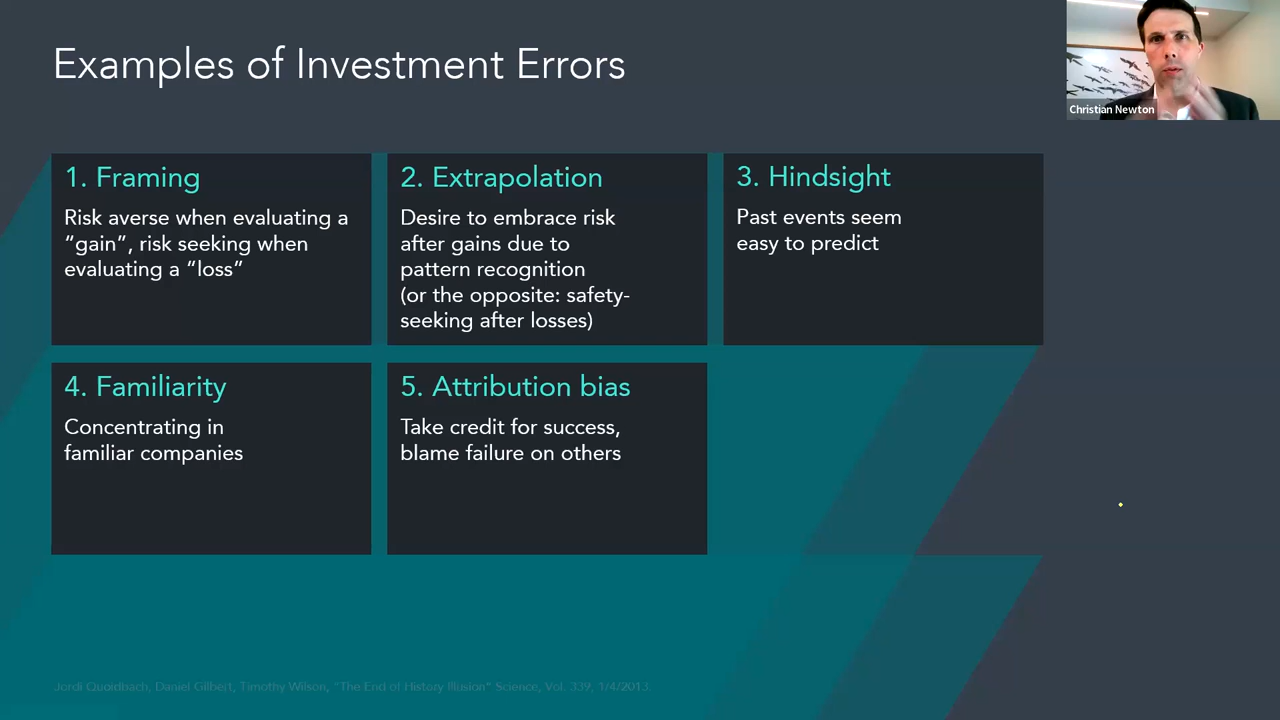 Examples of Investment Errors
Christian Newton
1. Framing
Risk averse when evaluating a
“gain”, risk seeking when
evaluating a “loss”
2. Extrapolation
Desire to embrace risk
after gains due to
pattern recognition
(or the opposite: safety-
seeking after losses)
3. Hindsight
Past events seem
easy to predict
4. Familiarity
Concentrating in
familiar companies
5. Attribution bias
Take credit for success,
blame failure on others
Jordi Quoidbach, Daniel Gilbert, Timothy Wilson, “The End of History Illusion” Science, Vol. 339, 1/4/2013.